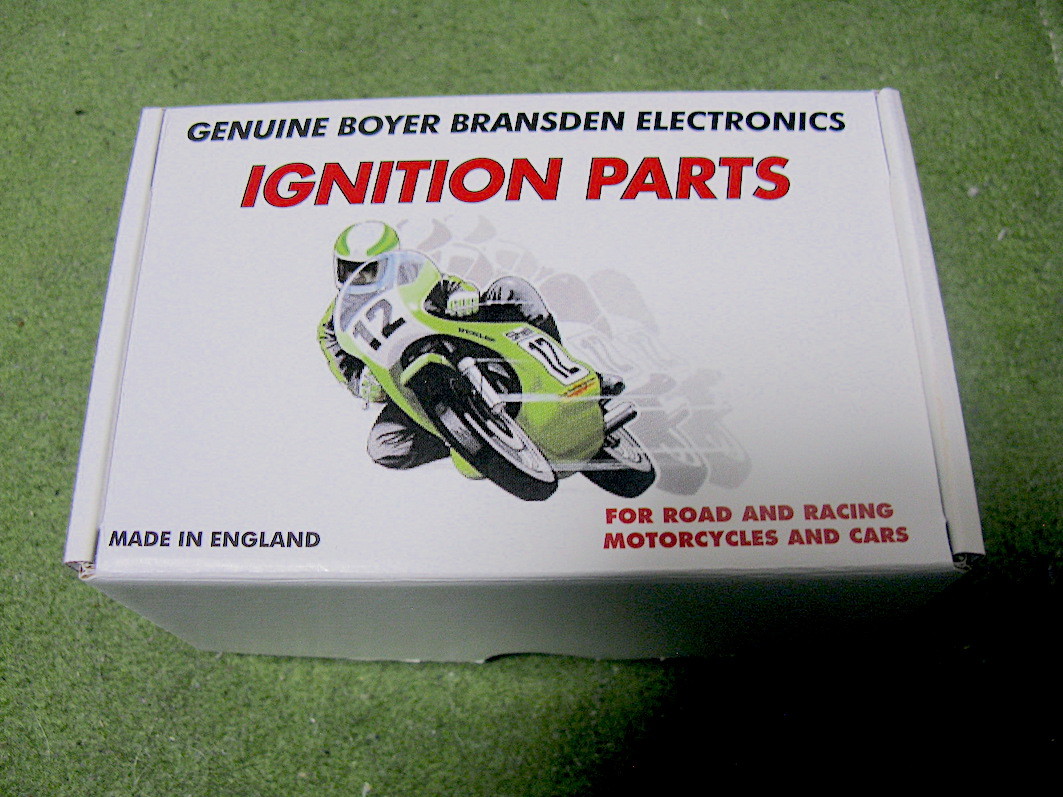 GENUINE BOYER BRANSDEN ELECTRONICS
IGNITION PARTS
12
12
MADE IN ENGLAND
FOR ROAD AND RACING
MOTORCYCLES AND CARS